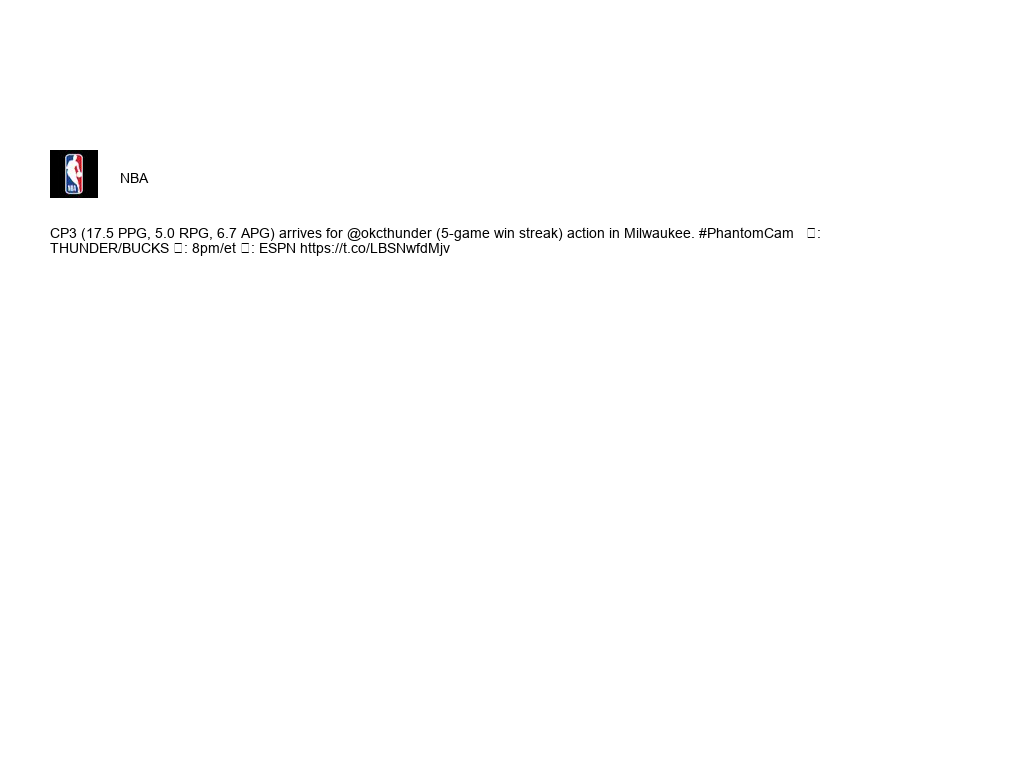 NBA
CP3 (17.5 PPG, 5.0 RPG, 6.7 APG) arrives for @okcthunder (5-game win streak) action in Milwaukee. #PhantomCam □:
THUNDER/BUCKS □: 8pm/et □: ESPN https://t.co/LBSNwfdMjv